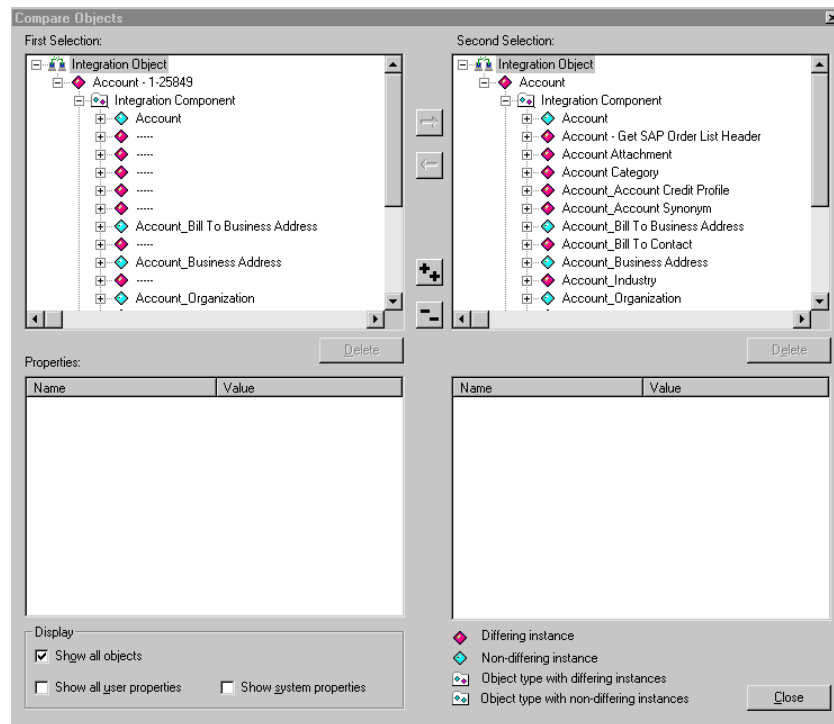 Compare Objects
First Selection:
Integration Object
Account - 1-25849
Integration Component
Account
-----
-----
-----
-----
-----
Account_Bill To Business Address
-----
Account_Business Address
-----
Account_Organization
Delete
Second Selection:
Integration Object
Account
Integration Component
Account
Account - Get SAP Order List Header
Account Attachment
Account Category
Account_Account Credit Profile
Account_Account Synonym
Account_Bill To Business Address
Account_Bill To Contact
Account_Business Address
Account_Industry
Account_Organization
Delete
Properties:
Name Value
Name Value
Display
Show all objects
Show all user properties Show system properties
Differing instance
Non-differing instance
Object type with differing instances
Object type with non-differing instances
Close